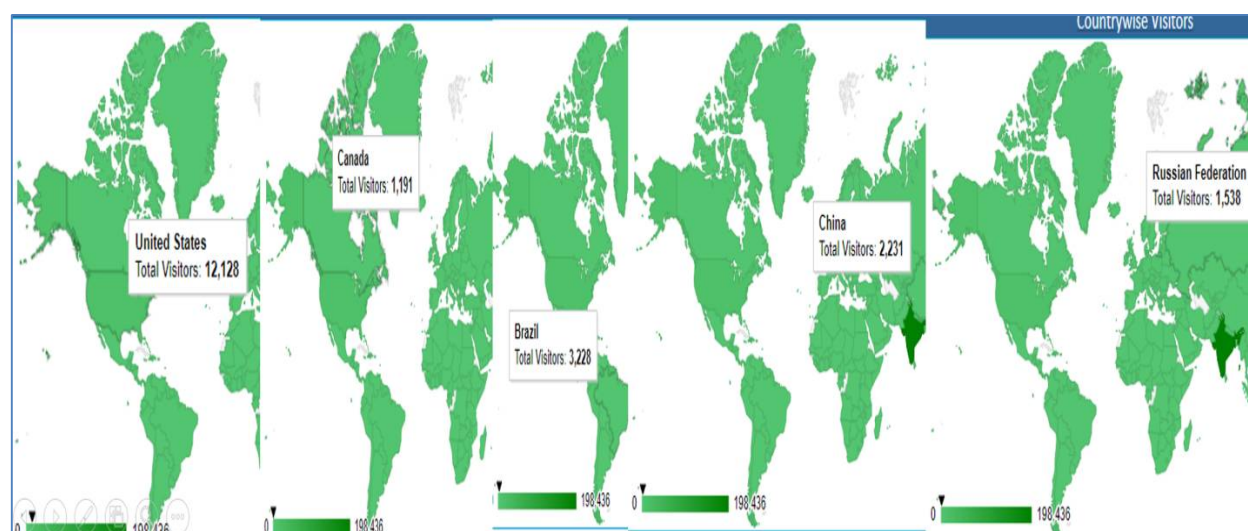 Countrywise Visitors
United States
Total Visitors: 12,128
0
198,436
Canada
Total Visitors: 1,191
0
198,436
Brazil
Total Visitors: 3,228
0
198,436
China
Total Visitors: 2,231
0
198,436
Russian Federation
Total Visitors: 1,538
0
198,436